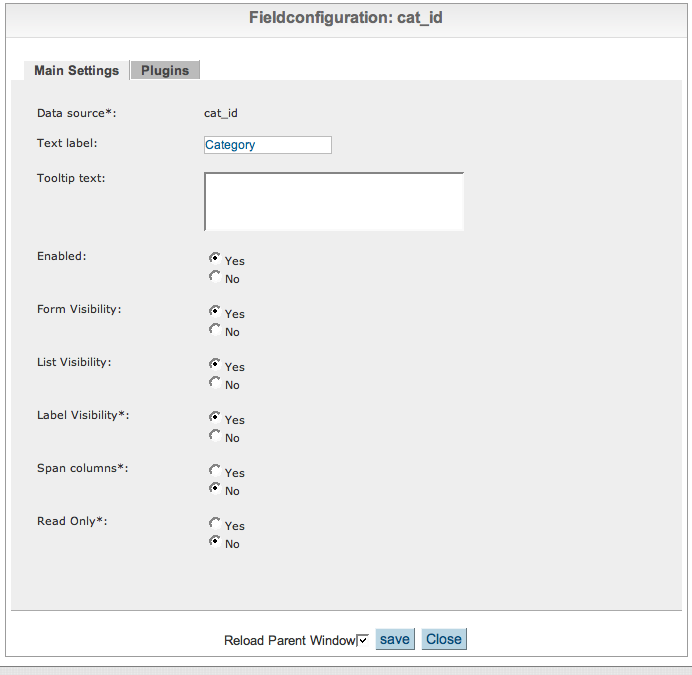 Fieldconfiguration: cat_id
Main Settings Plugins
Data source*: cat_id
Text label: Category
Tooltip text:
Enabled: Yes
No
Form Visibility: Yes
No
List Visibility: Yes
No
Label Visibility*: Yes
No
Span columns*: Yes
No
Read Only*: Yes
No
Reload Parent Window save Close